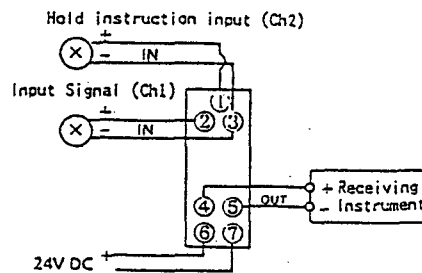 Hold instruction input (Ch2)
+
- IN
①
Input Signal (Ch1)
+
- IN
② ③
④ ⑤ OUT
+ Receiving
- Instrument
⑥ ⑦
24V DC +
-